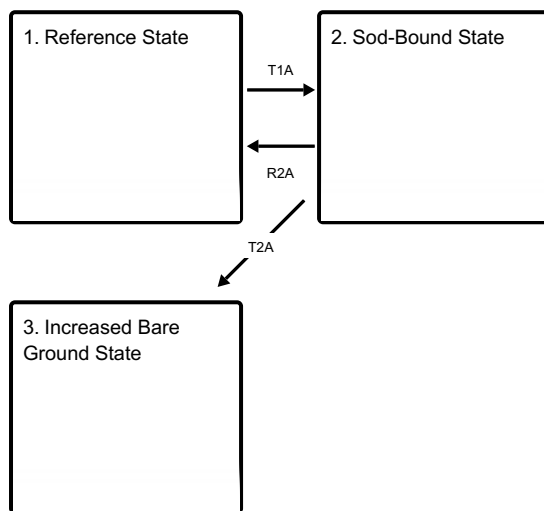 1. Reference State
2. Sod-Bound State
T1A
R2A
T2A
3. Increased Bare
Ground State